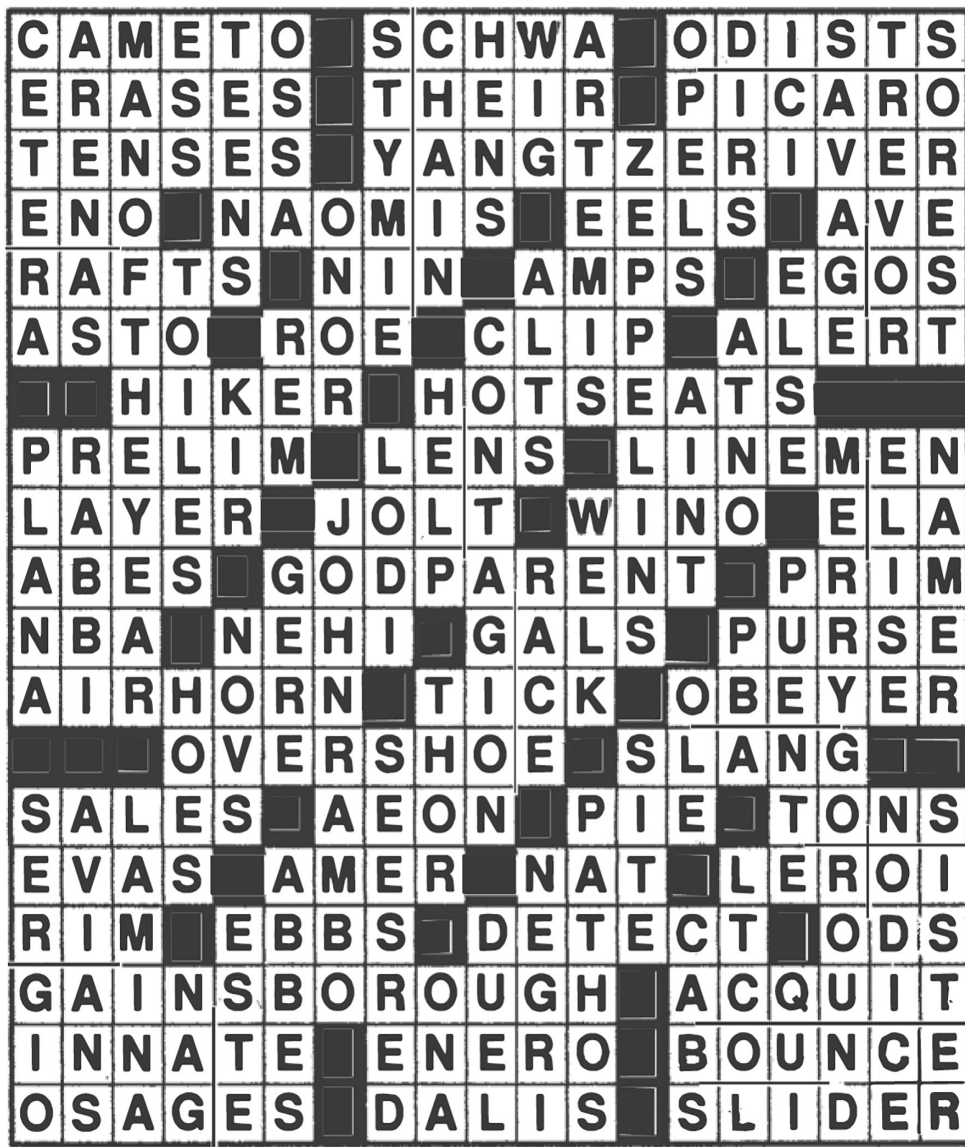 CAMETO SCHWA ODISTS
ERASES THEIR PICARO
TENSES YANGTZERIVER
ENO NAOMIS EELS AVE
RAFTS NIN AMPS EGOS
ASTO ROE CLIP ALERT
HIKER HOTSEATS
PRELIM LENS LINEMEN
LAYER JOLT WINO ELA
ABES GODPARENT PRIM
NBA NEHI GALS PURSE
AIRHORN TICK OBEYER
OVERSHOE SLANG
SALES AEON PIE TONS
EVAS AMER NAT LEROI
RIM EBBS DETECT ODS
GAINSBOROUGH ACQUIT
INNATE ENERO BOUNCE
OSAGES DALIS SLIDER